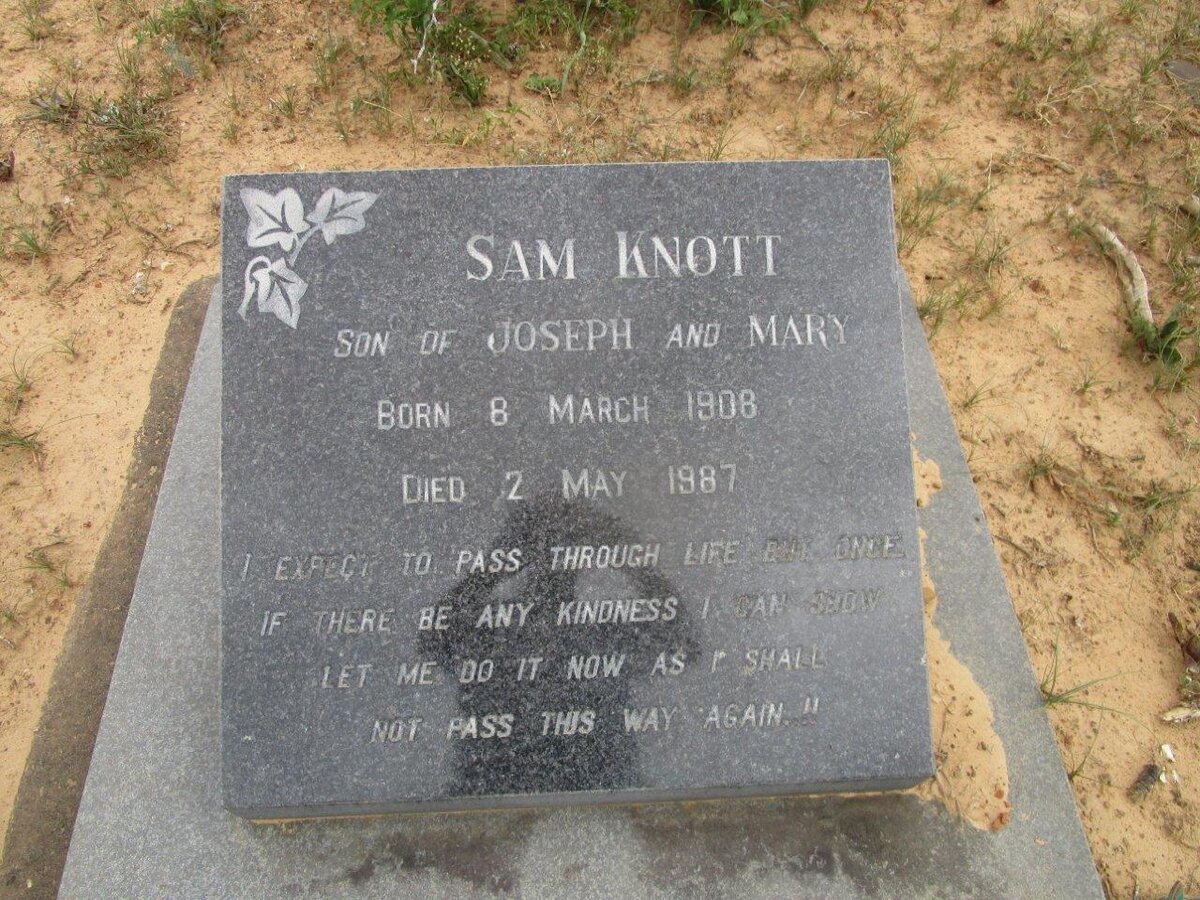 SAM KNOTT
SON OF JOSEPH AND MARY
BORN 8 MARCH 1908
DIED 2 MAY 1987
I EXPECT TO PASS THROUGH LIFE BUT ONCE.
IF THERE BE ANY KINDNESS I CAN SHOW
LET ME DO IT NOW AS I SHALL
NOT PASS THIS WAY AGAIN..!!